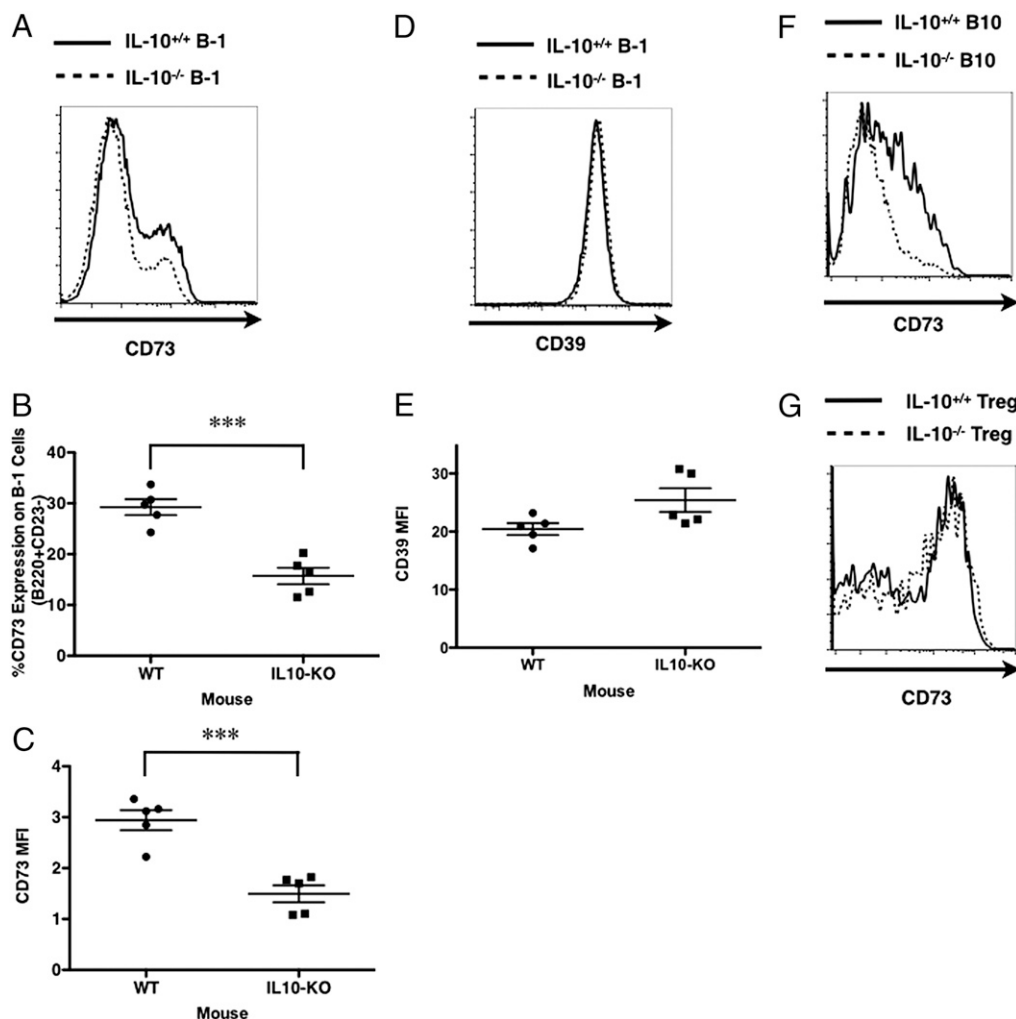 A
IL-10+/+ B-1
IL-10-/- B-1
CD73
D
IL-10+/+ B-1
IL-10-/- B-1
CD39
F
IL-10+/+ B10
IL-10-/- B10
CD73
B
***
%CD73 Expression on B-1 Cells
(B220+CD23-)
40
30
20
10
0
WT
IL10-KO
Mouse
E
CD39 MFI
30
20
10
0
WT
IL10-KO
Mouse
G
IL-10+/+ Treg
IL-10-/- Treg
CD73
C
***
CD73 MFI
4
3
2
1
0
WT
IL10-KO
Mouse